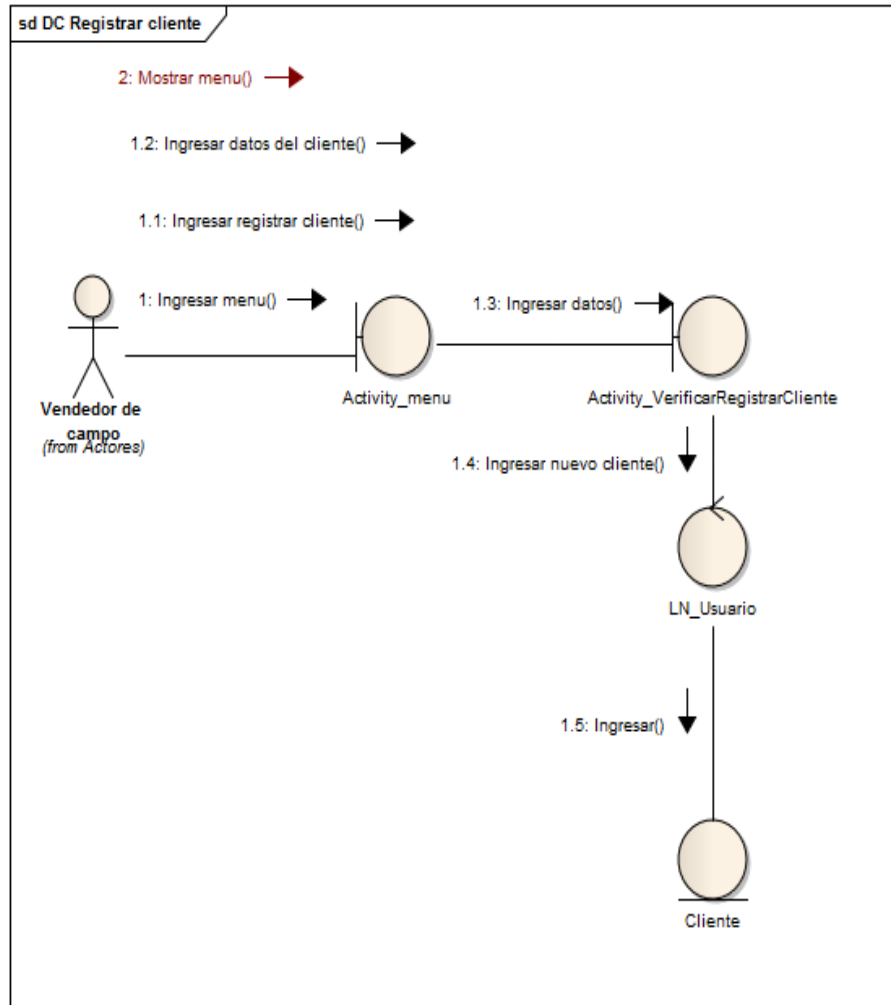 sd DC Registrar cliente
2: Mostrar menu()
1.2: Ingresar datos del cliente()
1.1: Ingresar registrar cliente()
1: Ingresar menu()
1.3: Ingresar datos()
Activity_menu
Activity_VerificarRegistrarCliente
Vendedor de
campo
(from Actores)
1.4: Ingresar nuevo cliente()
LN_Usuario
1.5: Ingresar()
Cliente